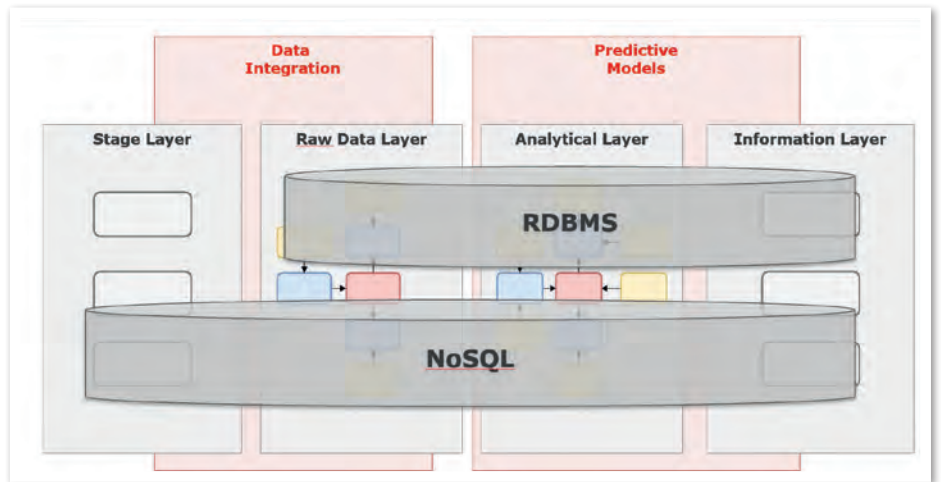 Data
Integration
Predictive
Models
Stage Layer
Raw Data Layer
Analytical Layer
Information Layer
RDBMS
NoSQL